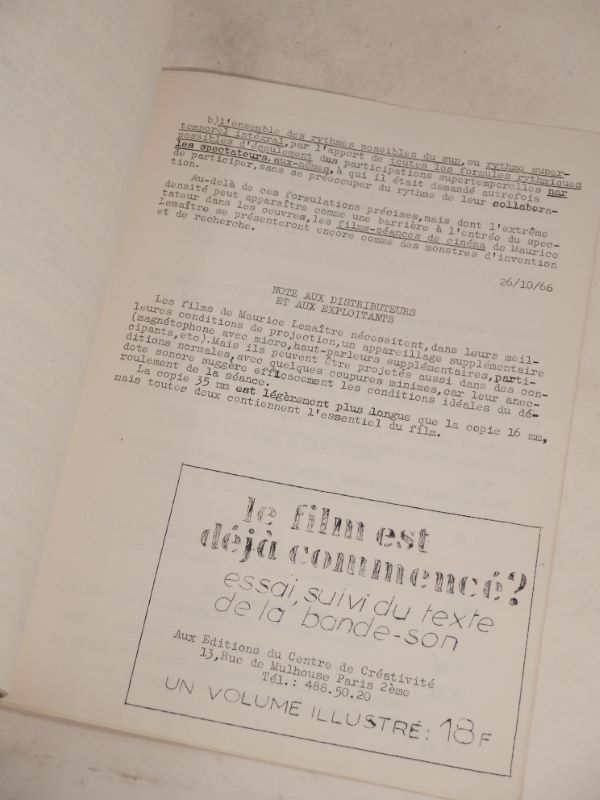 b)l'ensemble des rythmes possibles du sun,ou rythme super-
temporel intégral,par l'apport de toutes les formules rythmiques
possibles d'écoulement des participations supertemporelles par
les spectateurs eux-mêmes,à qui il était demandé autrefois
de participer,sans se préoccuper du rythme de leur collabora-
tion.
Au-delà de ces formulations précises,mais dont l'extrême
densité peut apparaître comme une barrière à l'entrée du spec-
tateur dans les oeuvres,les films-séances de cinéma de Maurice
Lemaître se présenteront encore comme des monstres d'invention
et de recherche.
26/10/66
NOTE AUX DISTRIBUTEURS
ET AUX EXPLOITANTS
Les films de Maurice Lemaître nécessitent,dans leurs meil-
leures conditions de projection,un appareillage supplémentaire
(magnétophone avec micro,haut-parleurs supplémentaires,parti-
cipants,etc).Mais ils peuvent être projetés aussi dans des con-
ditions normales,avec quelques coupures minimes,car leur anec-
dote sonore suggère efficacement les conditions idéales du dé-
roulement de la séance.
La copie 35 mm est légèrement plus longue que la copie 16 mm,
mais toutes deux contiennent l'essentiel du film.
le film est
déjà commencé?
essai, suivi du texte
de la bande-son
Aux Editions du Centre de Créativité
13,Rue de Mulhouse Paris 2ème
Tél.: 488.50.20
UN VOLUME ILLUSTRÉ: 18F